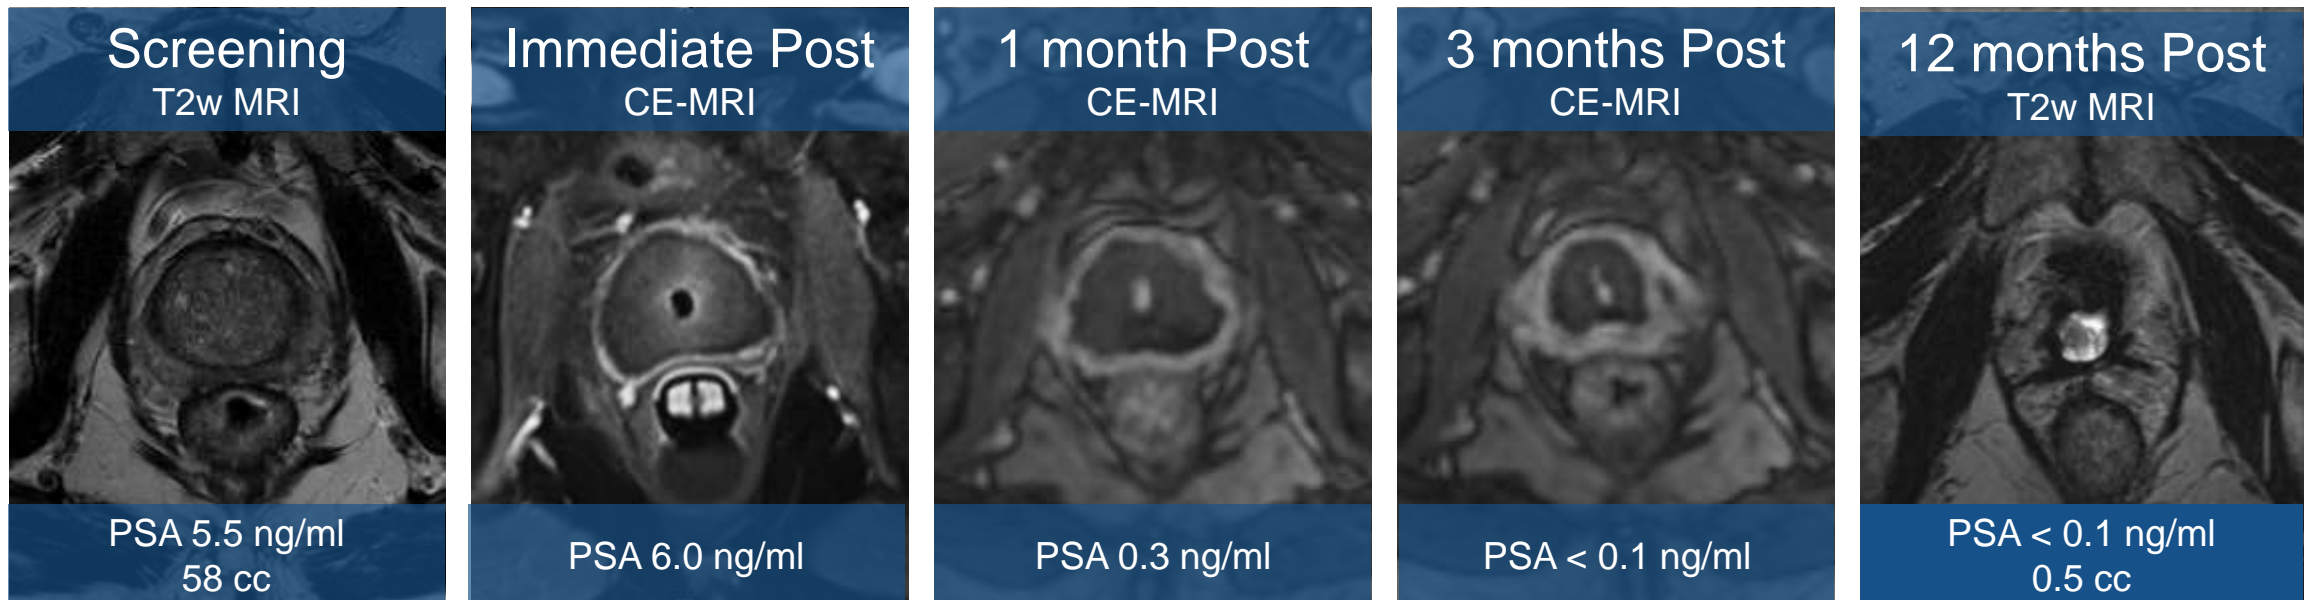 Screening
T2w MRI
PSA 5.5 ng/ml
58 cc
Immediate Post
CE-MRI
PSA 6.0 ng/ml
1 month Post
CE-MRI
PSA 0.3 ng/ml
3 months Post
CE-MRI
PSA < 0.1 ng/ml
12 months Post
T2w MRI
PSA < 0.1 ng/ml
0.5 cc